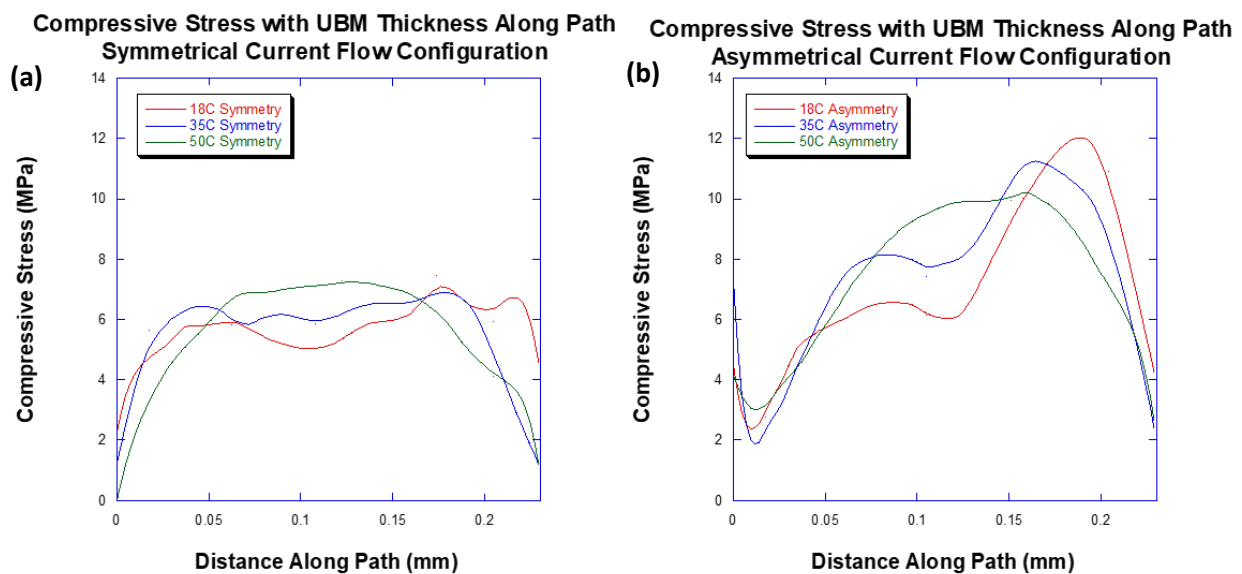 Compressive Stress with UBM Thickness Along Path
Symmetrical Current Flow Configuration
(a)
14
12
10
8
6
4
2
0
Compressive Stress (MPa)
18C Symmetry
35C Symmetry
50C Symmetry
0
0.05
0.1
0.15
0.2
Distance Along Path (mm)
Compressive Stress with UBM Thickness Along Path
Asymmetrical Current Flow Configuration
(b)
14
12
10
8
6
4
2
0
Compressive Stress (MPa)
18C Asymmetry
35C Asymmetry
50C Asymmetry
0
0.05
0.1
0.15
0.2
Distance Along Path (mm)